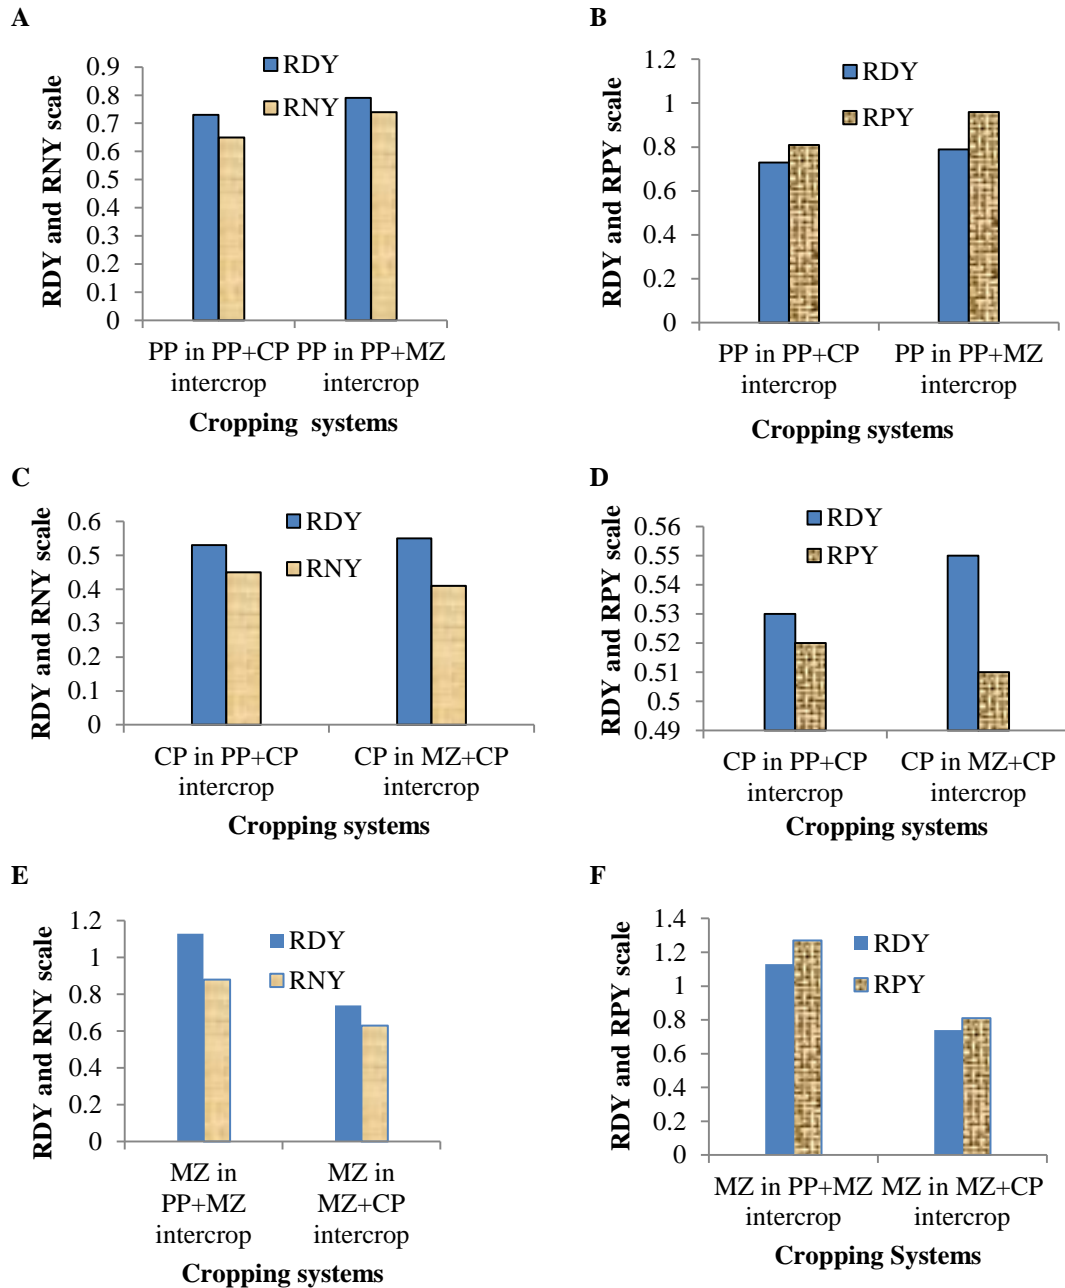 A
RDY and RNY scale
0.9
0.8
0.7
0.6
0.5
0.4
0.3
0.2
0.1
0
RDY
RNY
PP in PP+CP
intercrop
PP in PP+MZ
intercrop
Cropping systems
B
RDY and RPY scale
1.2
1
0.8
0.6
0.4
0.2
0
RDY
RPY
PP in PP+CP
intercrop
PP in PP+MZ
intercrop
Cropping systems
C
RDY and RNY scale
0.6
0.5
0.4
0.3
0.2
0.1
0
RDY
RNY
CP in PP+CP
intercrop
CP in MZ+CP
intercrop
Cropping systems
D
RDY and RPY scale
0.56
0.55
0.54
0.53
0.52
0.51
0.5
0.49
RDY
RPY
CP in PP+CP
intercrop
CP in MZ+CP
intercrop
Cropping systems
E
RDY and RNY scale
1.2
1
0.8
0.6
0.4
0.2
0
RDY
RNY
MZ in
PP+MZ
intercrop
MZ in
MZ+CP
intercrop
Cropping systems
F
RDY and RPY scale
1.4
1.2
1
0.8
0.6
0.4
0.2
0
RDY
RPY
MZ in PP+MZ
intercrop
MZ in MZ+CP
intercrop
Cropping Systems